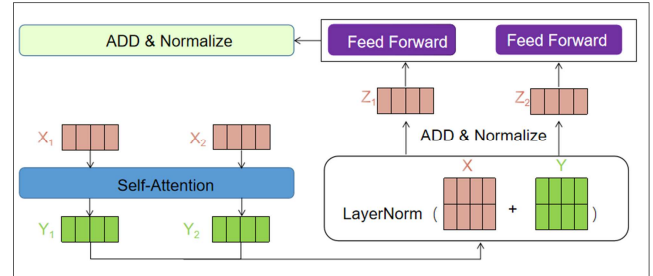 ADD & Normalize
Feed Forward
Feed Forward
Z1
Z2
ADD & Normalize
X1
X2
Self-Attention
Y1
Y2
X
Y
LayerNorm ( + )